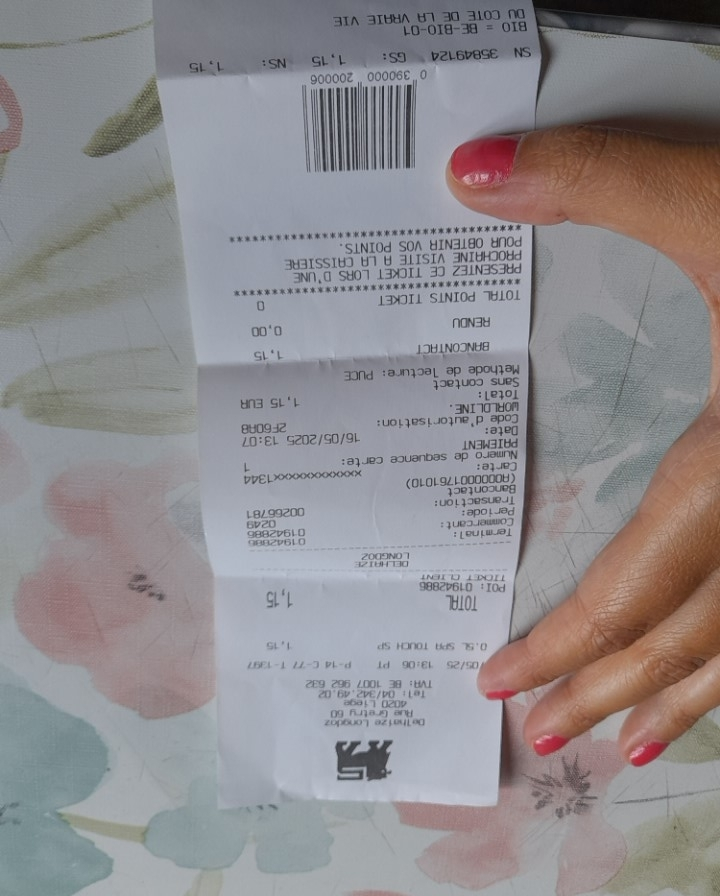 Delhaize Longdoz
Rue Gretry 60
4020 Liege
Tel: 04/342.49.02
TVA: BE 1007 962 632
/05/25 13:06 PT P-14 C-77 T-1397
0.5L SPA TOUCH SP 1,15
TOTAL 1,15
POI: 01942886
TICKET CLIENT
DELHAIZE
LONGDOZ
Terminal: 01942886
Commercant: 01942886
Periode: 0249
Transaction: 00266781
Bancontact
(A00000001761010)
Carte: xxxxxxxxxxxxx1344
Numero de sequence carte: 1
PAIEMENT
Date: 16/05/2025 13:07
Code d'autorisation: 2F60AB
WORLDLINE.
Total: 1,15 EUR
Sans contact
Methode de lecture: PUCE
BANCONTACT 1,15
RENDU 0,00
TOTAL POINTS TICKET 0
************************************
PRESENTEZ CE TICKET LORS D'UNE
PROCHAINE VISITE A LA CAISSIERE
POUR OBTENIR VOS POINTS.
************************************
0 390000 200006
SN 35849124 GS: 1,15 NS: 1,15
BIO = BE-BIO-01
DU COTE DE LA VRAIE VIE